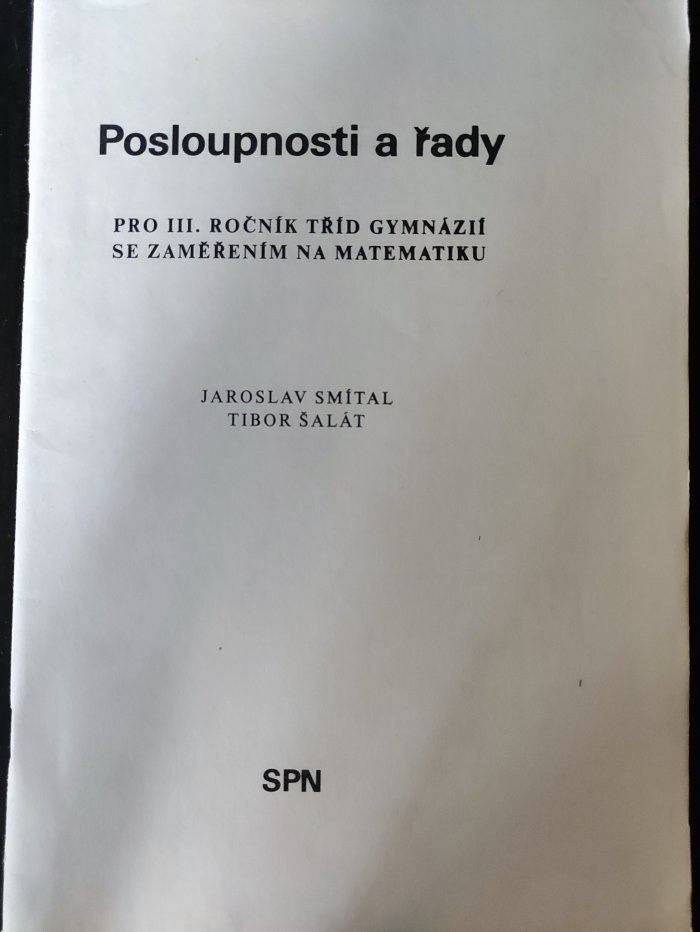 Posloupnosti a řady
PRO III. ROČNÍK TŘÍD GYMNÁZIÍ
SE ZAMĚŘENÍM NA MATEMATIKU
JAROSLAV SMÍTAL
TIBOR ŠALÁT
SPN